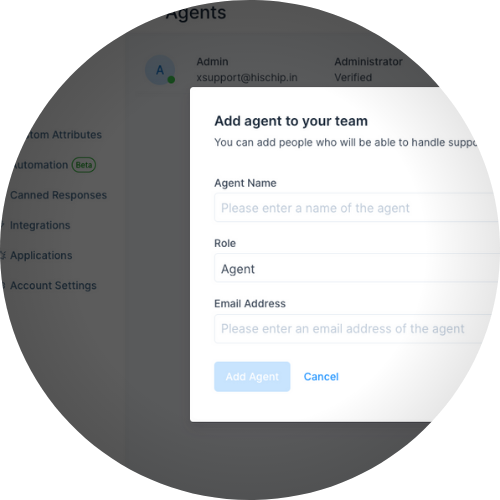 Agents
Admin
Administrator
A
xsupport@hischip.in
Verified
Add agent to your team
You can add people who will be able to handle
Attributes
Automation Beta
Canned Responses
Agent Name
Please enter a name of the agent
Integrations
Role
Applications
Agent
Account Settings
Email Address
Please enter an email address of the agent
Add Agent
Cancel